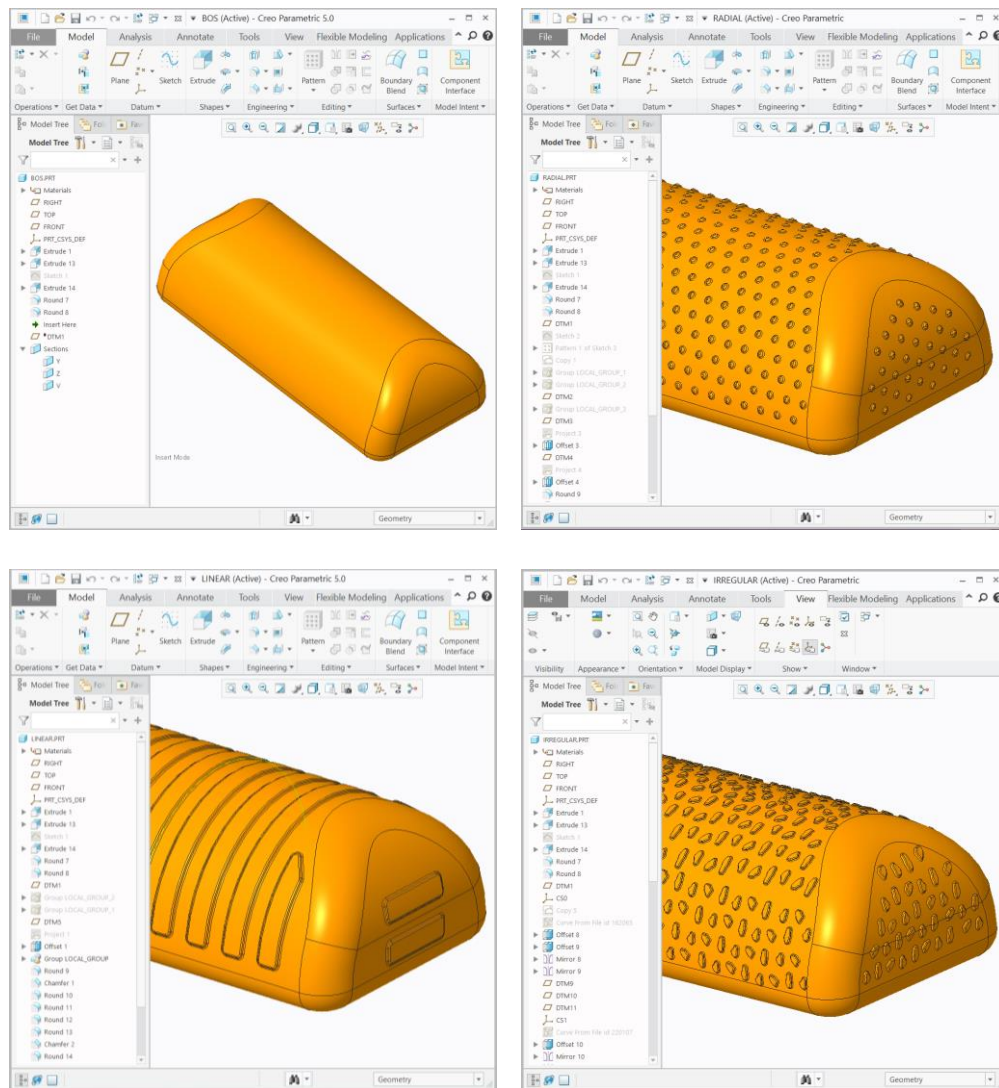 BOS (Active) - Creo Parametric 5.0
File Model Analysis Annotate Tools View Flexible Modeling Applications
Plane Sketch Extrude Pattern Boundary Blend Component Interface
Operations Get Data Datum Shapes Engineering Editing Surfaces Model Intent
Model Tree
Model Tree
BOS.PRT
Materials
RIGHT
TOP
FRONT
PRT_CSYS_DEF
Extrude 1
Extrude 13
Sketch 1
Extrude 14
Round 7
Round 8
Insert Here
*DTM1
Sections
Y
Z
V
Insert Mode
Geometry
RADIAL (Active) - Creo Parametric
File Model Analysis Annotate Tools View Flexible Modeling Applications
Plane Sketch Extrude Pattern Boundary Blend Component Interface
Operations Get Data Datum Shapes Engineering Editing Surfaces Model Intent
Model Tree
Model Tree
RADIAL.PRT
Materials
RIGHT
TOP
FRONT
PRT_CSYS_DEF
Extrude 1
Extrude 13
Sketch 1
Extrude 14
Round 7
Round 8
DTM1
Sketch 2
Copy 1
Group LOCAL_GROUP_1
Group LOCAL_GROUP_2
DTM2
Group LOCAL_GROUP_3
DTM3
Project 3
Offset 3
DTM4
Project 4
Offset 4
Round 9
Geometry
LINEAR (Active) - Creo Parametric 5.0
File Model Analysis Annotate Tools View Flexible Modeling Applications
Plane Sketch Extrude Pattern Boundary Blend Component Interface
Operations Get Data Datum Shapes Engineering Editing Surfaces Model Intent
Model Tree
Model Tree
LINEAR.PRT
Materials
RIGHT
TOP
FRONT
PRT_CSYS_DEF
Extrude 1
Extrude 13
Sketch 1
Extrude 14
Round 7
Round 8
DTM1
DTM5
Project 1
Offset 1
Group LOCAL_GROUP
Round 9
Chamfer 1
Round 10
Round 11
Round 12
Round 13
Chamfer 2
Round 14
Geometry
IRREGULAR (Active) - Creo Parametric
File Model Analysis Annotate Tools View Flexible Modeling Applications
Visibility Appearance Orientation Model Display Show Window
Model Tree
Model Tree
IRREGULAR.PRT
Materials
RIGHT
TOP
FRONT
PRT_CSYS_DEF
Extrude 1
Extrude 13
Sketch 1
Extrude 14
Round 7
Round 8
DTM1
CS0
Curve From File id
Offset 8
Offset 9
Mirror 8
Mirror 9
DTM9
DTM10
DTM11
CS1
Curve From File id
Offset 10
Mirror 10
Geometry